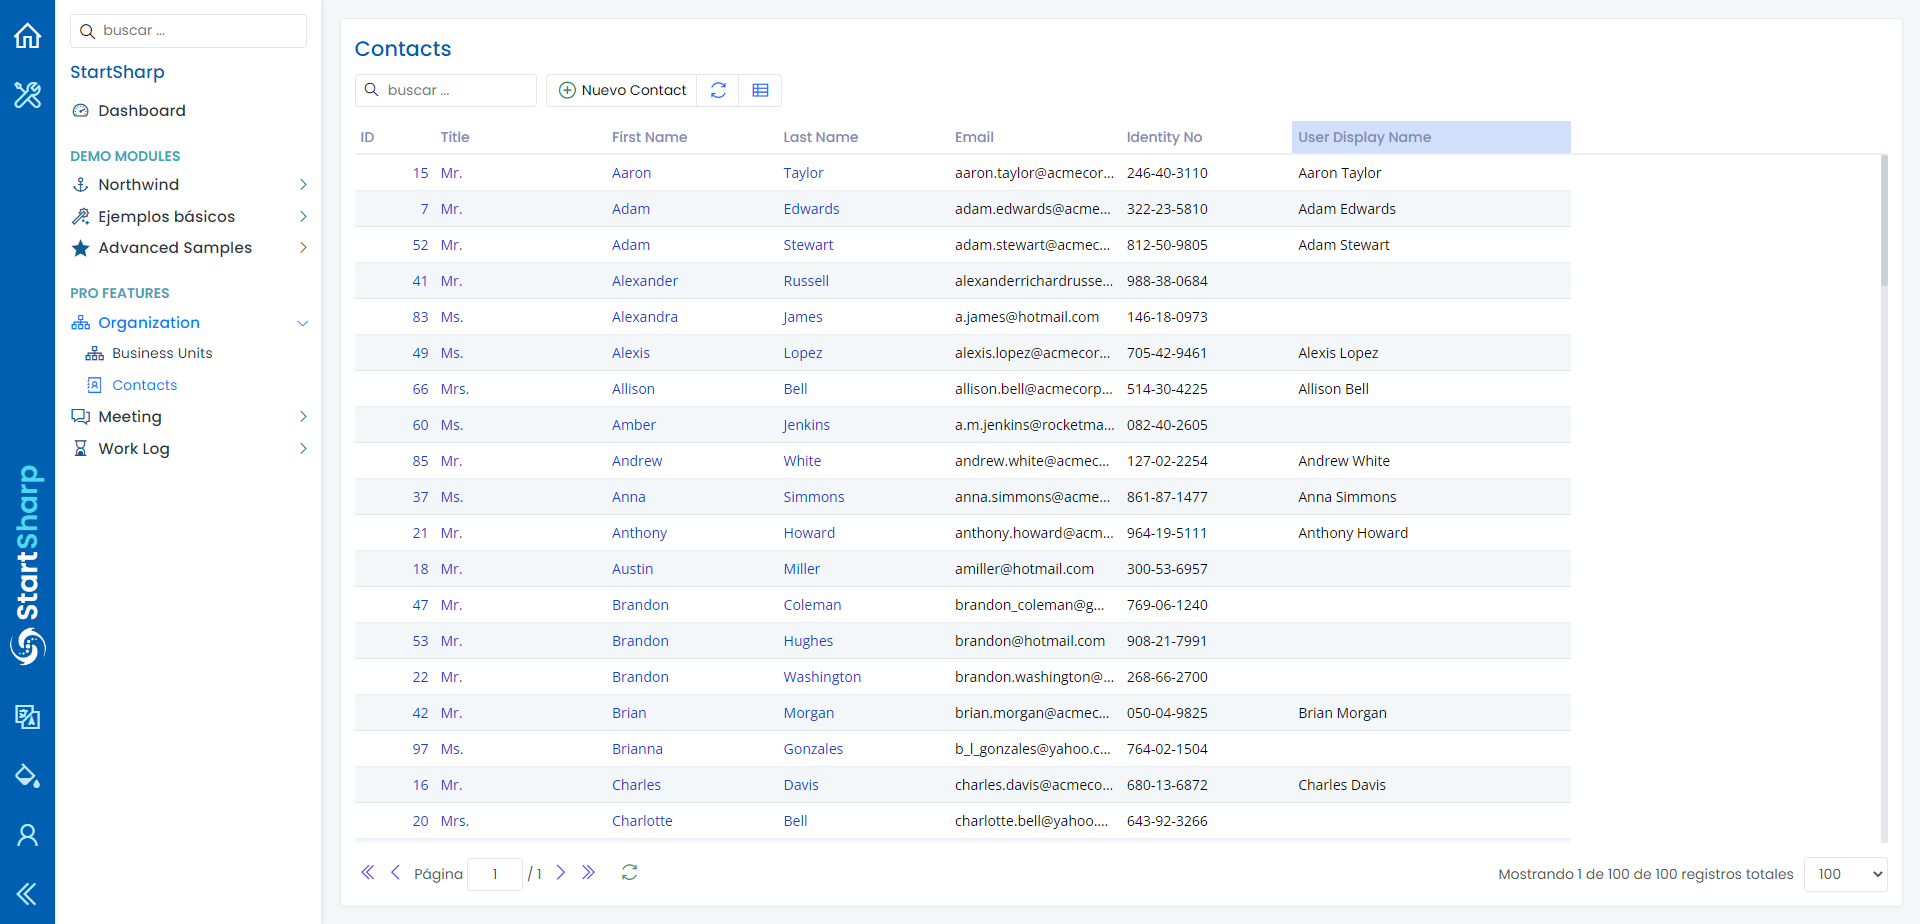 buscar ...
StartSharp
Dashboard
DEMO MODULES
Northwind
Ejemplos básicos
Advanced Samples
PRO FEATURES
Organization
Business Units
Contacts
Meeting
Work Log
StartSharp
Contacts
buscar ...
Nuevo Contact
ID Title First Name Last Name Email Identity No User Display Name
15 Mr. Aaron Taylor aaron.taylor@acmecor... 246-40-3110 Aaron Taylor
7 Mr. Adam Edwards adam.edwards@acme... 322-23-5810 Adam Edwards
52 Mr. Adam Stewart adam.stewart@acmec... 812-50-9805 Adam Stewart
41 Mr. Alexander Russell alexanderrichardrusse... 988-38-0684
83 Ms. Alexandra James a.james@hotmail.com 146-18-0973
49 Ms. Alexis Lopez alexis.lopez@acmecor... 705-42-9461 Alexis Lopez
66 Mrs. Allison Bell allison.bell@acmecorp... 514-30-4225 Allison Bell
60 Ms. Amber Jenkins a.m.jenkins@rocketma... 082-40-2605
85 Mr. Andrew White andrew.white@acmec... 127-02-2254 Andrew White
37 Ms. Anna Simmons anna.simmons@acme... 861-87-1477 Anna Simmons
21 Mr. Anthony Howard anthony.howard@acm... 964-19-5111 Anthony Howard
18 Mr. Austin Miller amiller@hotmail.com 300-53-6957
47 Mr. Brandon Coleman brandon_coleman@g... 769-06-1240
53 Mr. Brandon Hughes brandon@hotmail.com 908-21-7991
22 Mr. Brandon Washington brandon.washington@... 268-66-2700
42 Mr. Brian Morgan brian.morgan@acmec... 050-04-9825 Brian Morgan
97 Ms. Brianna Gonzales b_l_gonzales@yahoo.c... 764-02-1504
16 Mr. Charles Davis charles.davis@acmeco... 680-13-6872 Charles Davis
20 Mrs. Charlotte Bell charlotte.bell@yahoo.... 643-92-3266
Página 1 / 1
Mostrando 1 de 100 de 100 registros totales 100